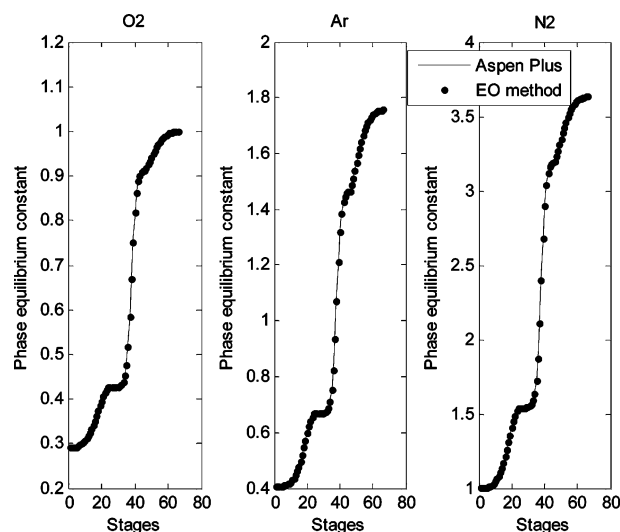 O2
Ar
N2
Aspen Plus
EO method
Phase equilibrium constant
1.2
1.1
1
0.9
0.8
0.7
0.6
0.5
0.4
0.3
0.2
0 20 40 60 80
Stages
Phase equilibrium constant
2
1.8
1.6
1.4
1.2
1
0.8
0.6
0.4
0 20 40 60 80
Stages
Phase equilibrium constant
4
3.5
3
2.5
2
1.5
1
0 20 40 60 80
Stages